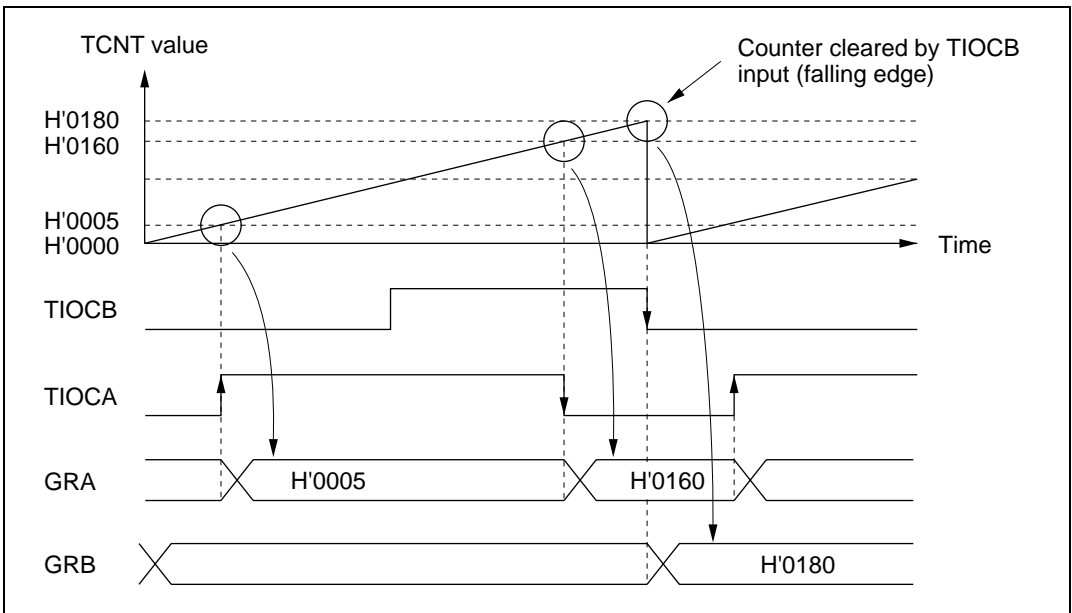 TCNT value
Counter cleared by TIOCB
input (falling edge)
H'0180
H'0160
H'0005
H'0000
Time
TIOCB
TIOCA
GRA
H'0005
H'0160
GRB
H'0180